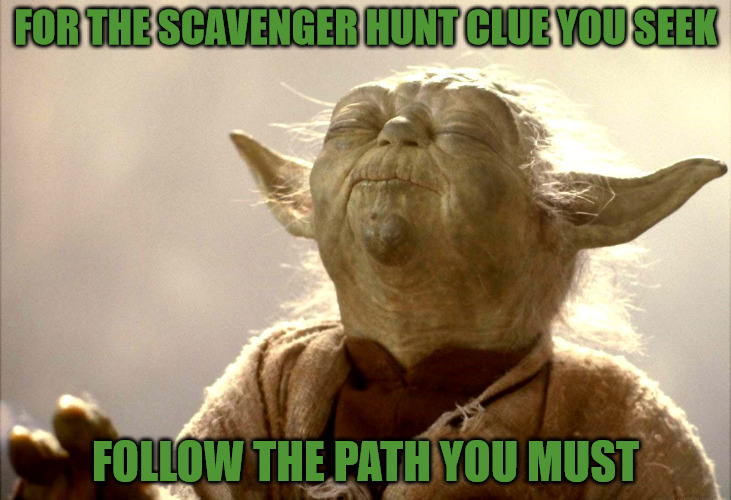 FOR THE SCAVENGER HUNT CLUE YOU SEEK
FOLLOW THE PATH YOU MUST